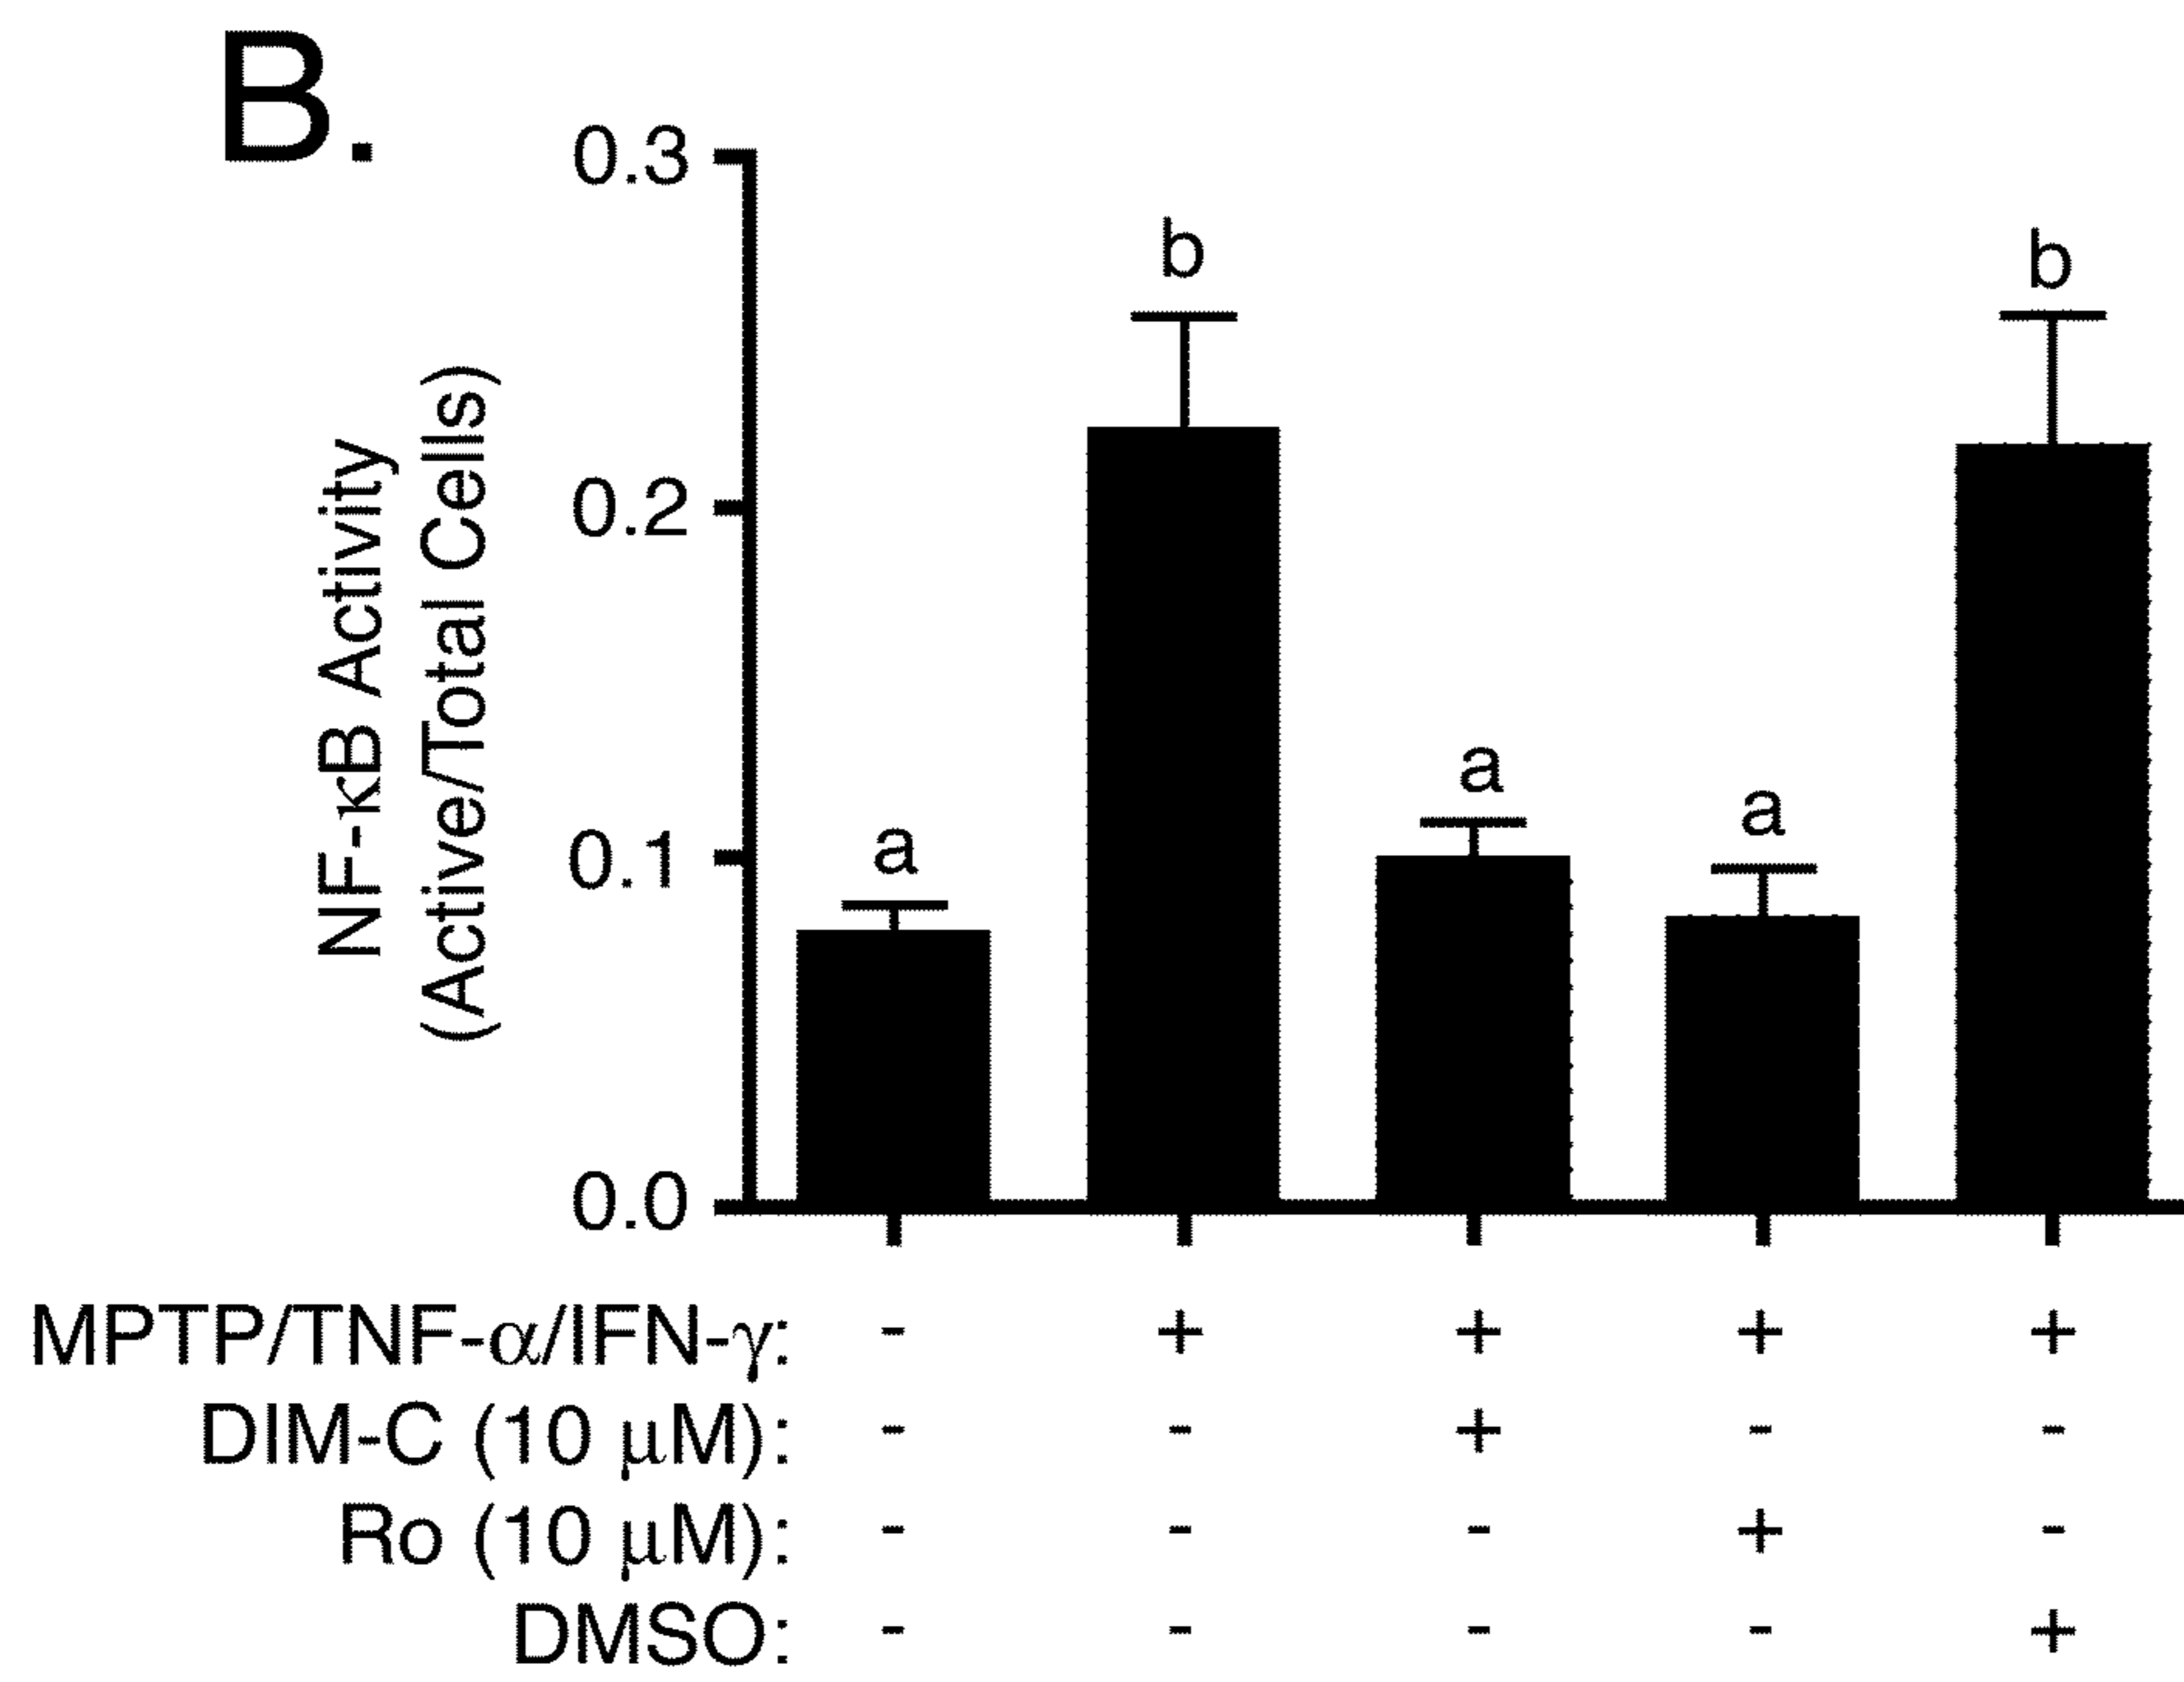 B.
0.3
0.2
0.1
0.0
NF-κB Activity
(Active/Total Cells)
a
b
a
a
b
MPTP/TNF-α/IFN-γ: - + + + +
DIM-C (10 μM): - - + - -
Ro (10 μM): - - - + -
DMSO: - - - - +